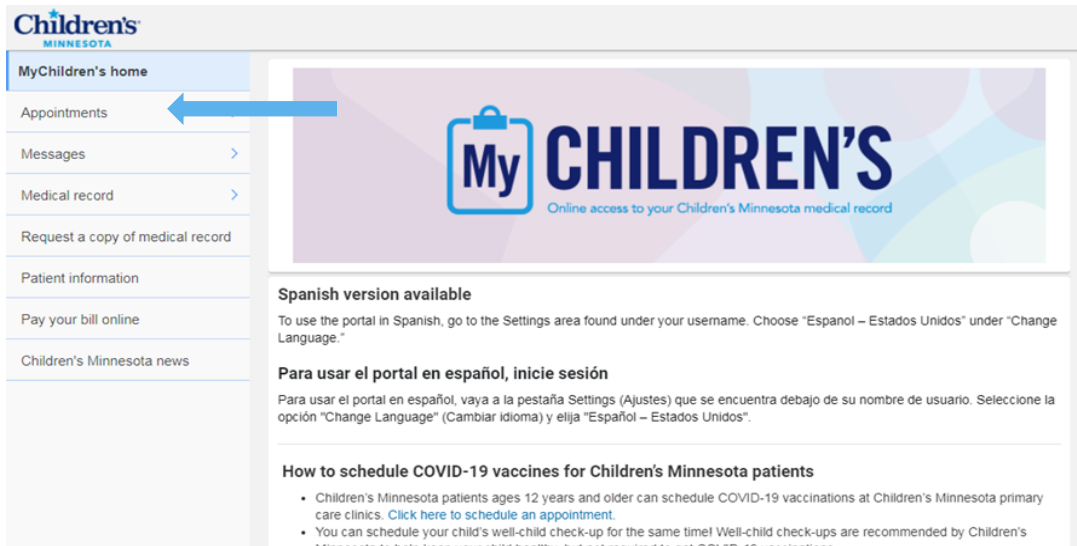 Children's
MINNESOTA
MyChildren's home
Appointments
Messages
Medical record
Request a copy of medical record
Patient information
Pay your bill online
Children's Minnesota news
My CHILDREN'S
Online access to your Children's Minnesota medical record
Spanish version available
To use the portal in Spanish, go to the Settings area found under your username. Choose “Espanol – Estados Unidos” under “Change
Language.”
Para usar el portal en español, inicie sesión
Para usar el portal en español, vaya a la pestaña Settings (Ajustes) que se encuentra debajo de su nombre de usuario. Seleccione la
opción "Change Language" (Cambiar idioma) y elija "Español – Estados Unidos".
How to schedule COVID-19 vaccines for Children's Minnesota patients
• Children's Minnesota patients ages 12 years and older can schedule COVID-19 vaccinations at Children's Minnesota primary
care clinics. Click here to schedule an appointment.
• You can schedule your child's well-child check-up for the same time! Well-child check-ups are recommended by Children's